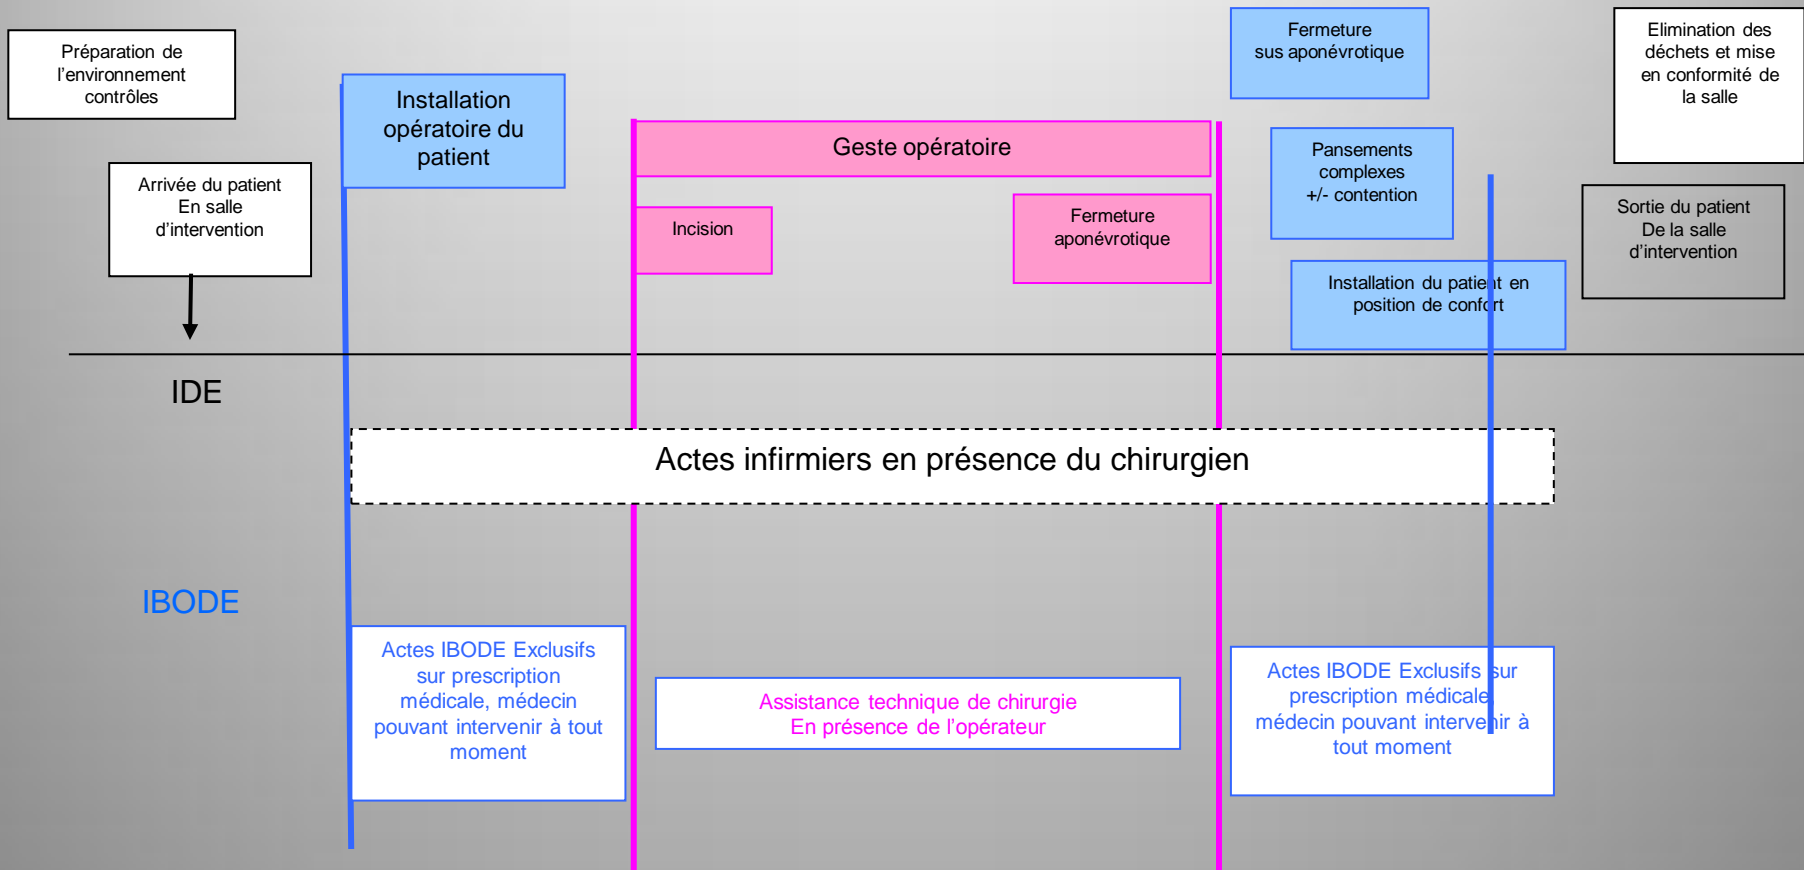 Préparation de
l’environnement
contrôles
Arrivée du patient
En salle
d’intervention
Installation
opératoire du
patient
Geste opératoire
Incision
Fermeture
aponévrotique
Fermeture
sus aponévrotique
Pansements
complexes
+/- contention
Installation du patient en
position de confort
Elimination des
déchets et mise
en conformité de
la salle
Sortie du patient
De la salle
d’intervention
IDE
Actes infirmiers en présence du chirurgien
IBODE
Actes IBODE Exclusifs
sur prescription
médicale, médecin
pouvant intervenir à tout
moment
Assistance technique de chirurgie
En présence de l’opérateur
Actes IBODE Exclusifs sur
prescription médicale,
médecin pouvant intervenir à
tout moment